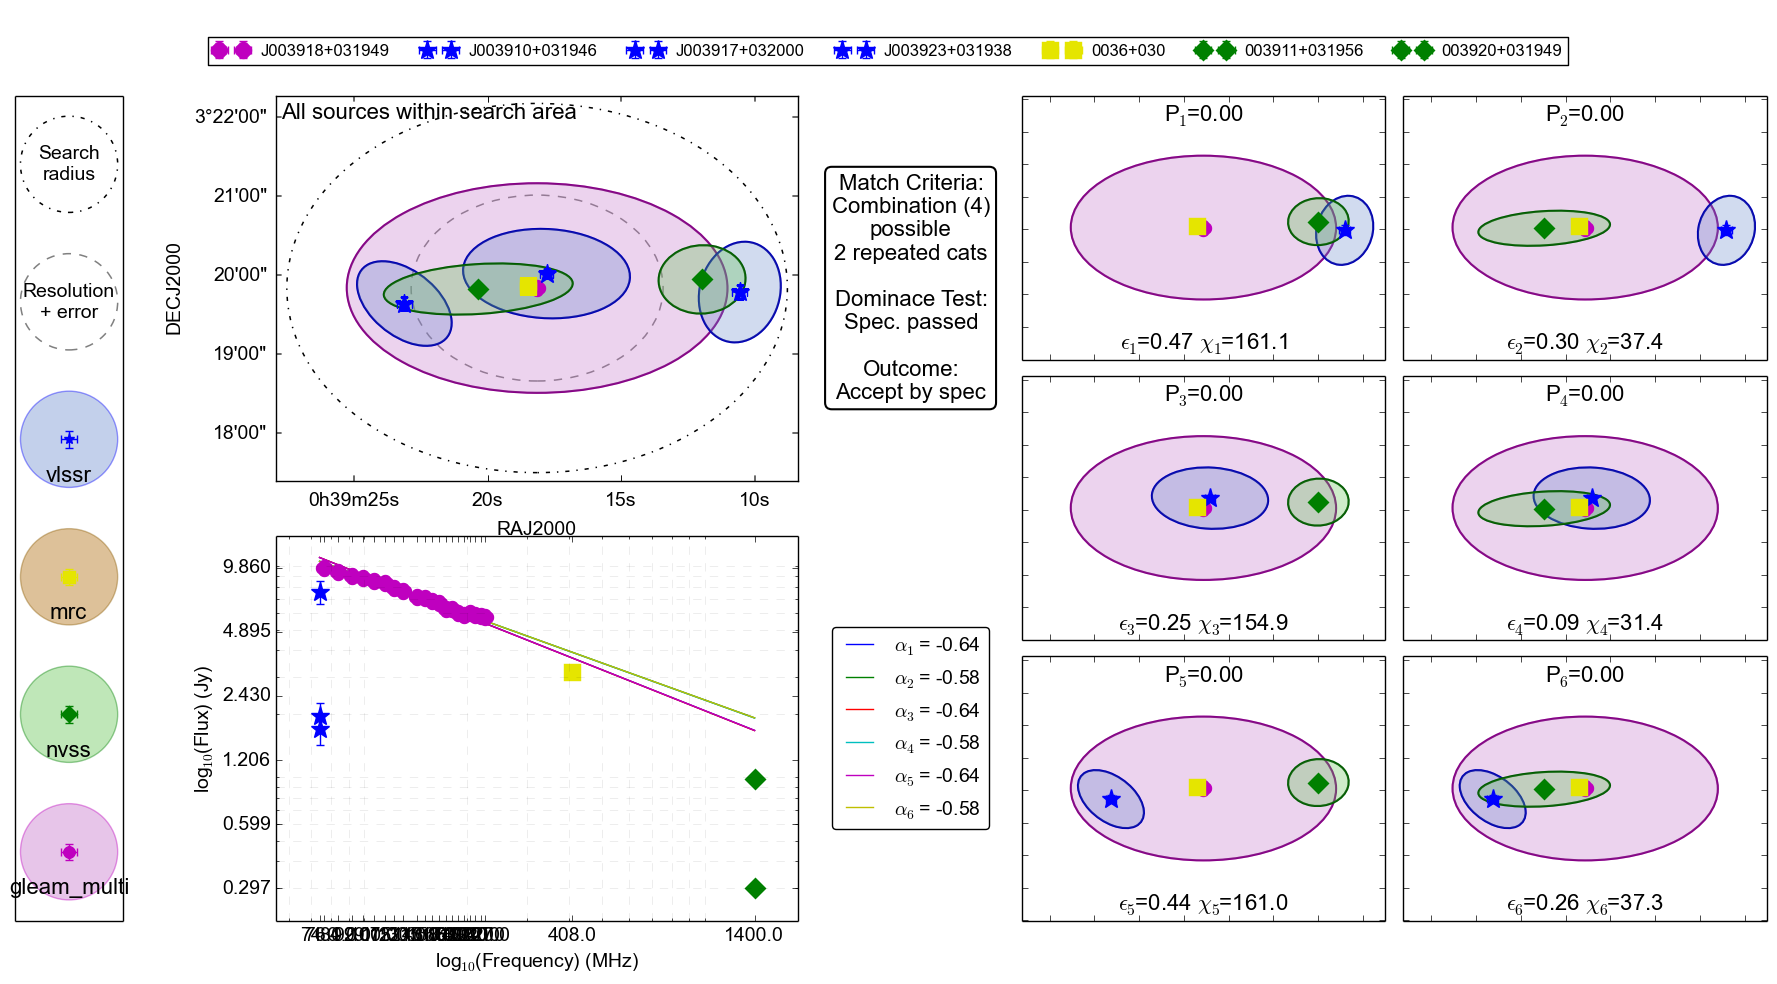 J003918+031949 J003910+031946 J003917+032000 J003923+031938 0036+030 003911+031956 003920+031949
Search
radius
Resolution
+ error
vlssr
mrc
nvss
gleam_multi
All sources within search area
3°22'00"
21'00"
20'00"
19'00"
18'00"
DECJ2000
0h39m25s 20s 15s 10s
RAJ2000
Match Criteria:
Combination (4)
possible
2 repeated cats
Dominace Test:
Spec. passed
Outcome:
Accept by spec
9.860
4.895
2.430
1.206
0.599
0.297
log₁₀(Flux) (Jy)
408.0 1400.0
log₁₀(Frequency) (MHz)
α₁ = -0.64
α₂ = -0.58
α₃ = -0.64
α₄ = -0.58
α₅ = -0.64
α₆ = -0.58
P₁=0.00
ϵ₁=0.47 χ₁=161.1
P₂=0.00
ϵ₂=0.30 χ₂=37.4
P₃=0.00
ϵ₃=0.25 χ₃=154.9
P₄=0.00
ϵ₄=0.09 χ₄=31.4
P₅=0.00
ϵ₅=0.44 χ₅=161.0
P₆=0.00
ϵ₆=0.26 χ₆=37.3